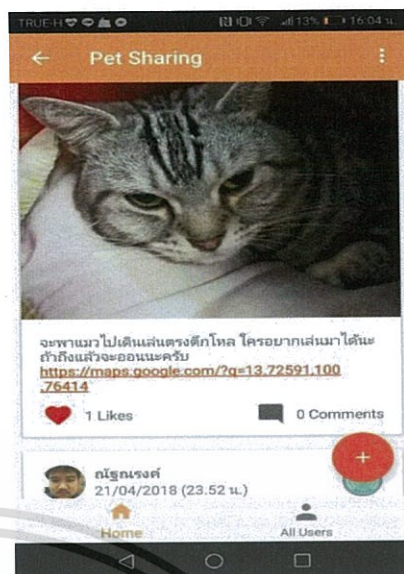 TRUE-H 13% 16:04 น.
Pet Sharing
จะพาแมวไปเดินเล่นตรงตึกโหล ใครอยากเล่นมาได้นะ
ถ้าถึงแล้วจะออนนะครับ
https://maps.google.com/?q=13.72591,100
.76414
1 Likes 0 Comments
ณัฐณรงค์
21/04/2018 (23.52 น.)
Home All Users